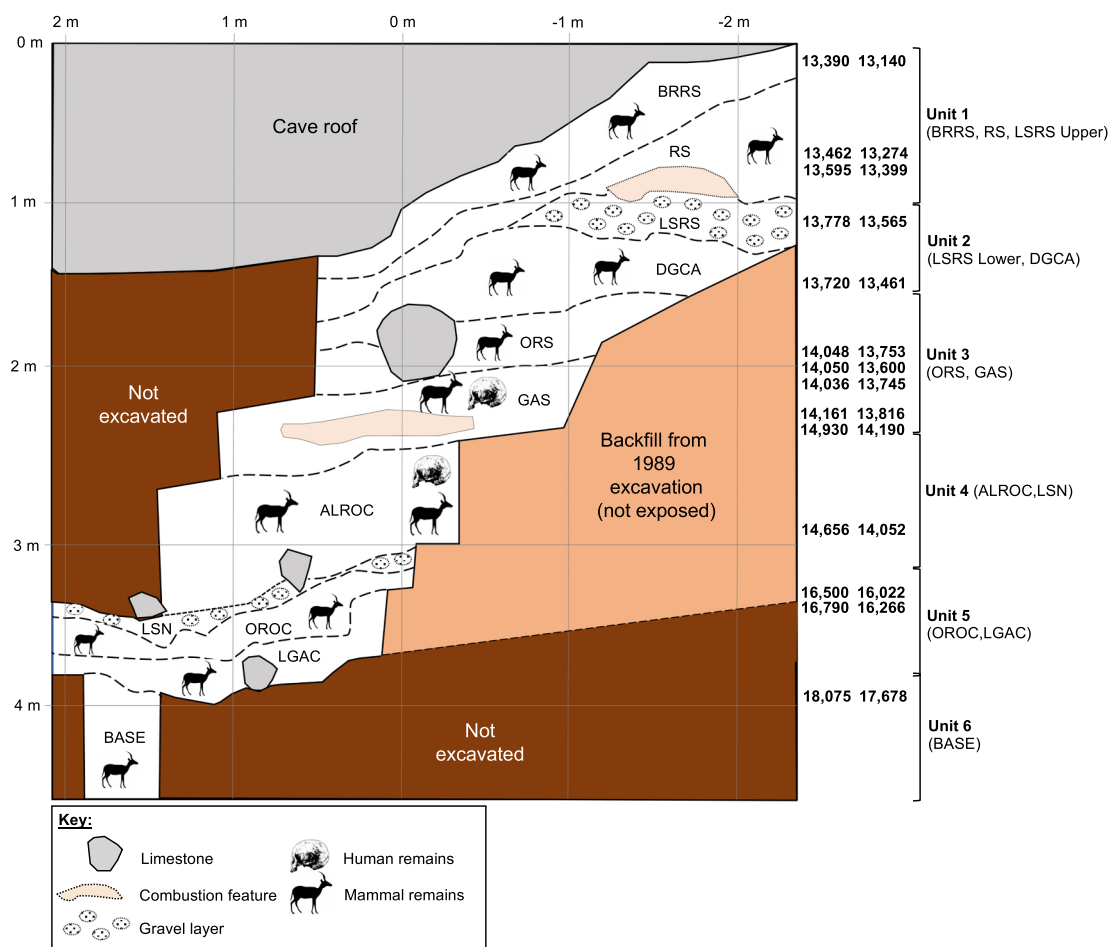 2 m 1 m 0 m -1 m -2 m
0 m
13,390 13,140
BRRS
Unit 1
(BRRS, RS, LSRS Upper)
Cave roof
RS
13,462 13,274
13,595 13,399
1 m
LSRS
13,778 13,565
Unit 2
(LSRS Lower, DGCA)
DGCA
13,720 13,461
ORS
14,048 13,753
14,050 13,600
14,036 13,745
Unit 3
(ORS, GAS)
2 m
Not
excavated
GAS
14,161 13,816
14,930 14,190
Backfill from
1989
excavation
(not exposed)
Unit 4 (ALROC,LSN)
ALROC
14,656 14,052
3 m
16,500 16,022
16,790 16,266
LSN
OROC
Unit 5
(OROC,LGAC)
LGAC
18,075 17,678
4 m
BASE
Not
excavated
Unit 6
(BASE)
Key:
Limestone
Human remains
Combustion feature
Mammal remains
Gravel layer